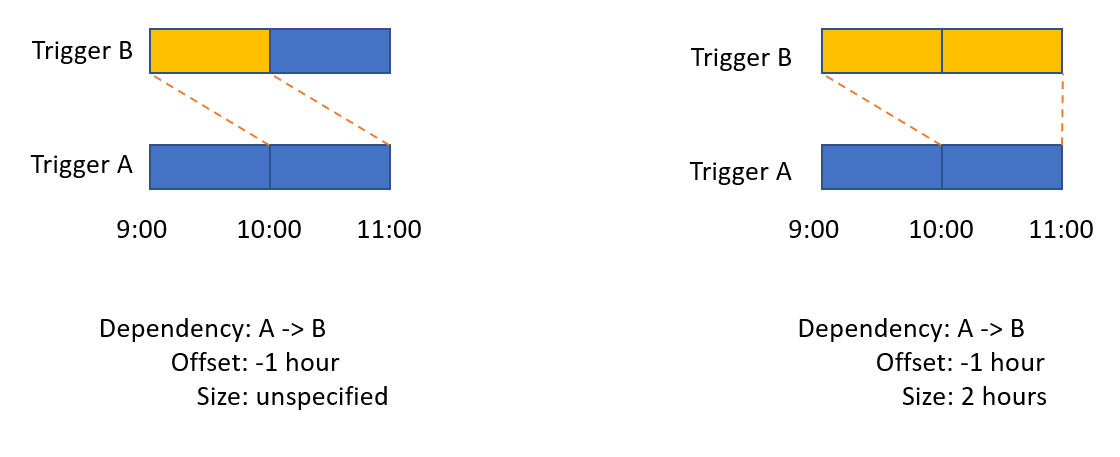 Trigger B
Trigger A
9:00 10:00 11:00
Dependency: A -> B
Offset: -1 hour
Size: unspecified
Trigger B
Trigger A
9:00 10:00 11:00
Dependency: A -> B
Offset: -1 hour
Size: 2 hours